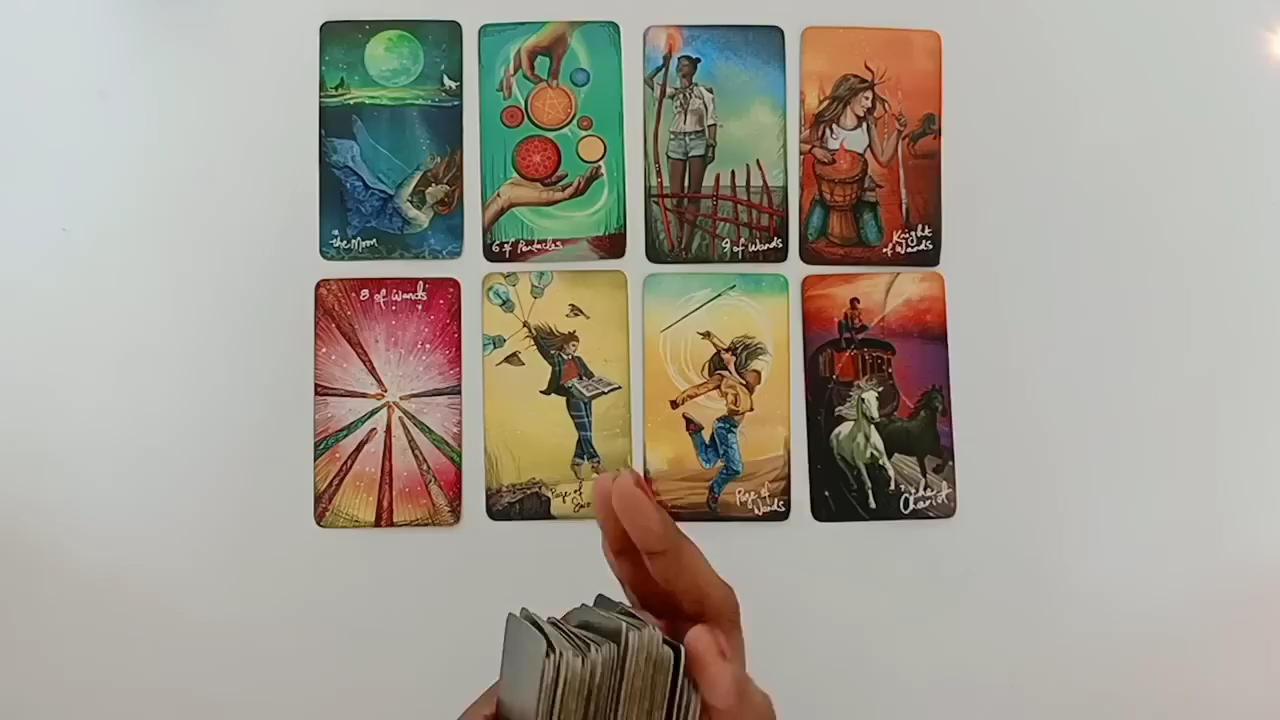 The Moon
6 of Pentacles
9 of Wands
Knight
of Wands
8 of Wands
Page of
Page of
Wands
7 The
Chariot